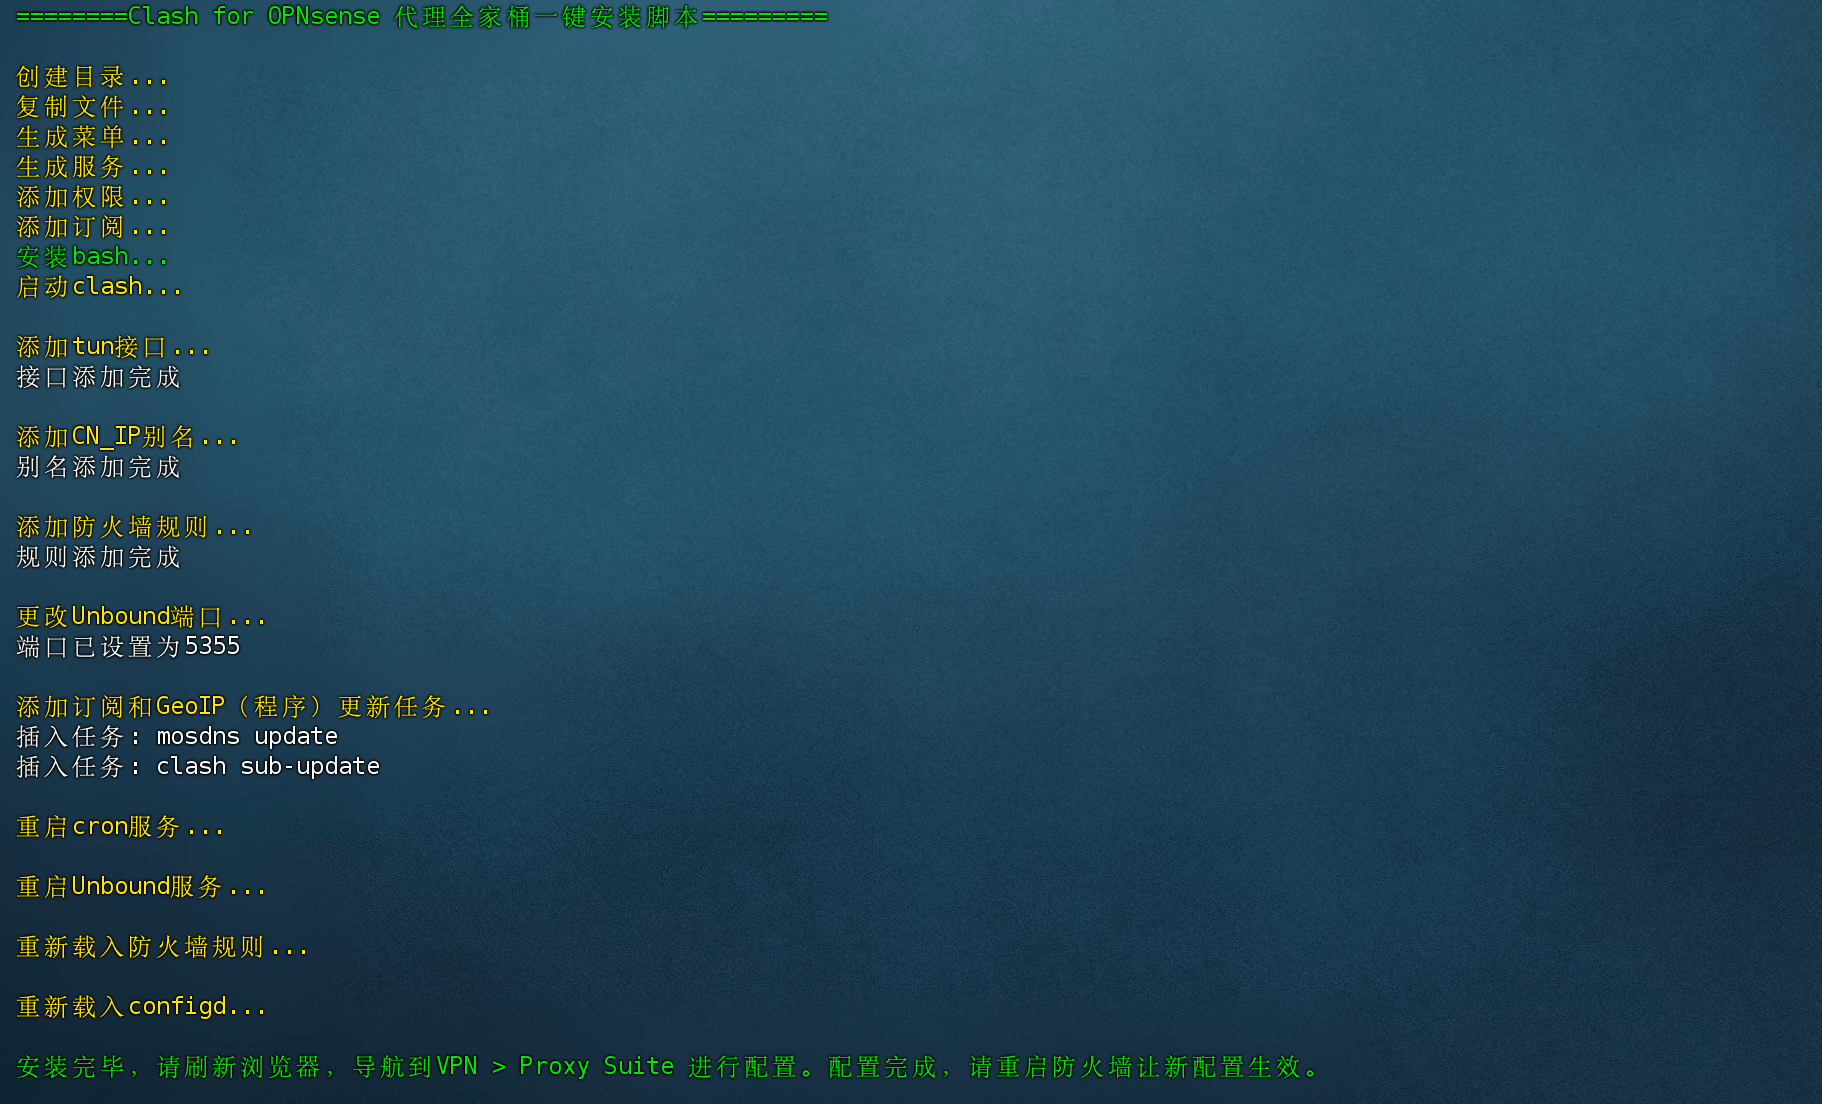 ========Clash for OPNsense 代理全家桶一键安装脚本=========
创建目录...
复制文件...
生成菜单...
生成服务...
添加权限...
添加订阅...
安装bash...
启动clash...
添加tun接口...
接口添加完成
添加CN_IP别名...
别名添加完成
添加防火墙规则...
规则添加完成
更改Unbound端口...
端口已设置为5355
添加订阅和GeoIP（程序）更新任务...
插入任务: mosdns update
插入任务: clash sub-update
重启cron服务...
重启Unbound服务...
重新载入防火墙规则...
重新载入configd...
安装完毕，请刷新浏览器，导航到VPN > Proxy Suite 进行配置。配置完成，请重启防火墙让新配置生效。